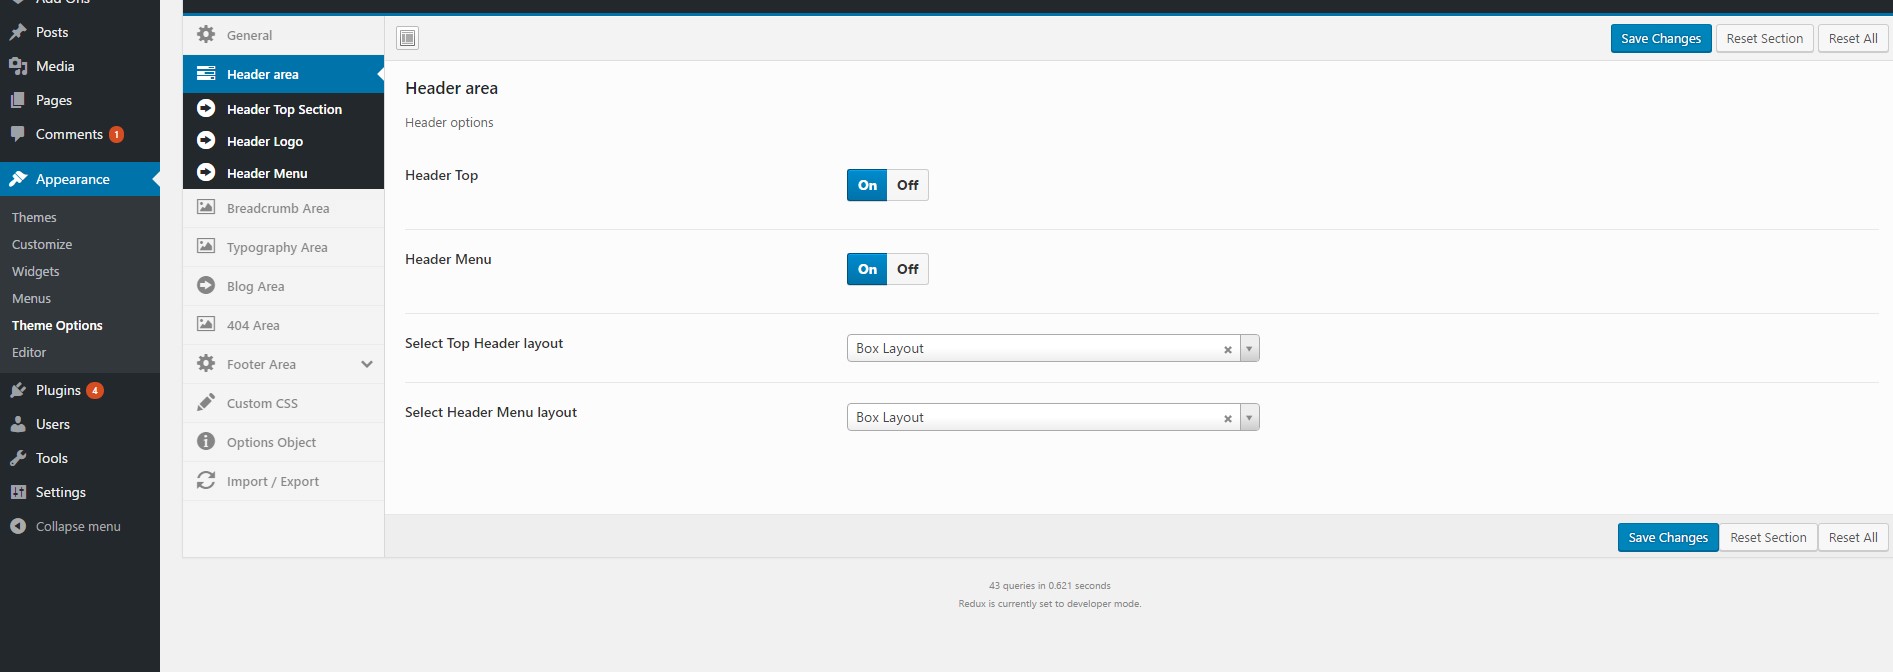 Add Ons
Posts
Media
Pages
Comments 1
Appearance
Themes
Customize
Widgets
Menus
Theme Options
Editor
Plugins 4
Users
Tools
Settings
Collapse menu
General
Header area
Header Top Section
Header Logo
Header Menu
Breadcrumb Area
Typography Area
Blog Area
404 Area
Footer Area
Custom CSS
Options Object
Import / Export
Save Changes Reset Section Reset All
Header area
Header options
Header Top On Off
Header Menu On Off
Select Top Header layout Box Layout
Select Header Menu layout Box Layout
Save Changes Reset Section Reset All
43 queries in 0.621 seconds
Redux is currently set to developer mode.